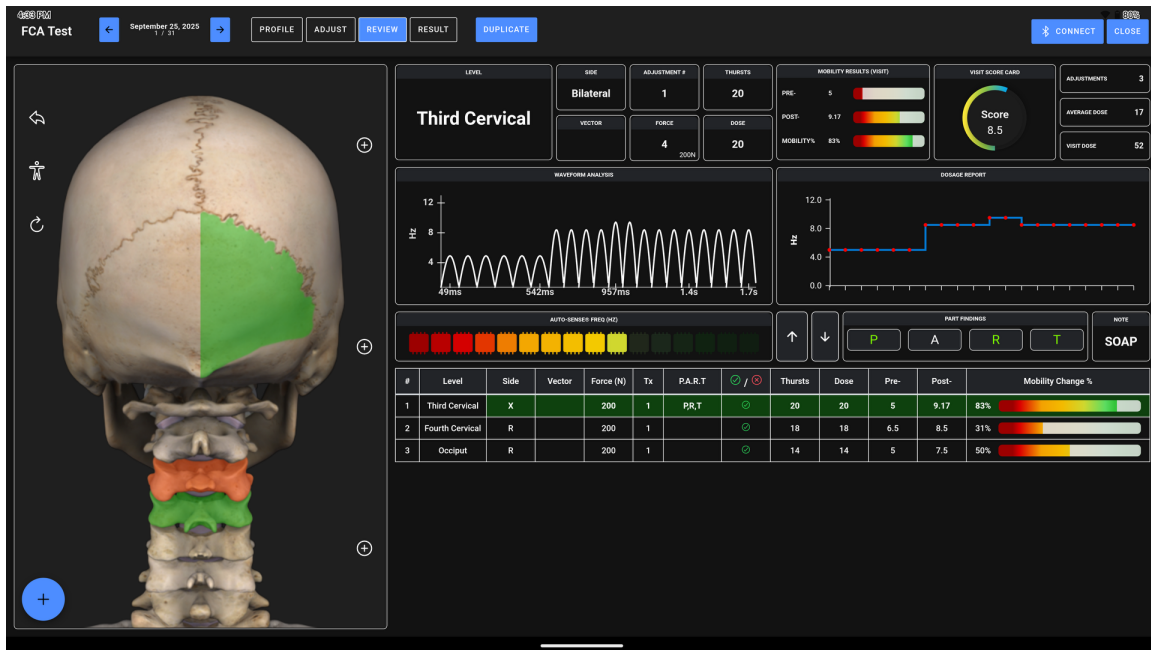 4:33 PM
80%
FCA Test
September 25, 2025
1 / 31
PROFILE
ADJUST
REVIEW
RESULT
DUPLICATE
CONNECT
CLOSE
LEVEL
Third Cervical
SIDE
Bilateral
ADJUSTMENT #
1
THURSTS
20
VECTOR
FORCE
4
200N
DOSE
20
MOBILITY RESULTS (VISIT)
PRE- 5
POST- 9.17
MOBILITY% 83%
VISIT SCORE CARD
Score
8.5
ADJUSTMENTS 3
AVERAGE DOSE 17
VISIT DOSE 52
WAVEFORM ANALYSIS
12
8
4
Hz
49ms 542ms 957ms 1.4s 1.7s
DOSAGE REPORT
12.0
8.0
4.0
0.0
Hz
AUTO-SENSE® FREQ (HZ)
PART FINDINGS
P A R T
NOTE
SOAP
# Level Side Vector Force (N) Tx P.A.R.T / Thursts Dose Pre- Post- Mobility Change %
1 Third Cervical X 200 1 P,R,T 20 20 5 9.17 83%
2 Fourth Cervical R 200 1 18 18 6.5 8.5 31%
3 Occiput R 200 1 14 14 5 7.5 50%